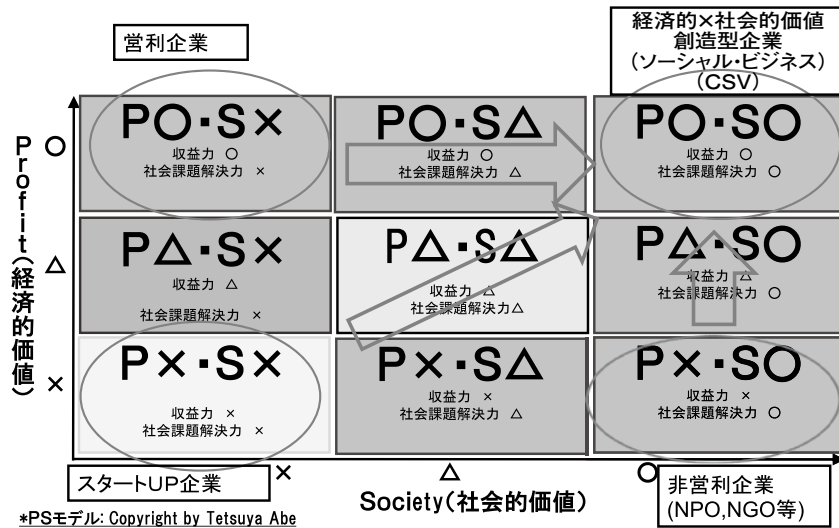 営利企業
経済的×社会的価値
創造型企業
(ソーシャル・ビジネス)
(CSV)
Profiit(経済的価値)
○
P○・S×
収益力 ○
社会課題解決力 ×
P○・S△
収益力 ○
社会課題解決力 △
P○・S○
収益力 ○
社会課題解決力 ○
△
P△・S×
収益力 △
社会課題解決力 ×
P△・S△
収益力 △
社会課題解決力△
P△・S○
収益力 △
社会課題解決力 ○
×
P×・S×
収益力 ×
社会課題解決力 ×
P×・S△
収益力 ×
社会課題解決力 △
P×・S○
収益力 ×
社会課題解決力 ○
スタートUP企業
×
△
○
Society(社会的価値)
非営利企業
(NPO,NGO等)
*PSモデル: Copyright by Tetsuya Abe